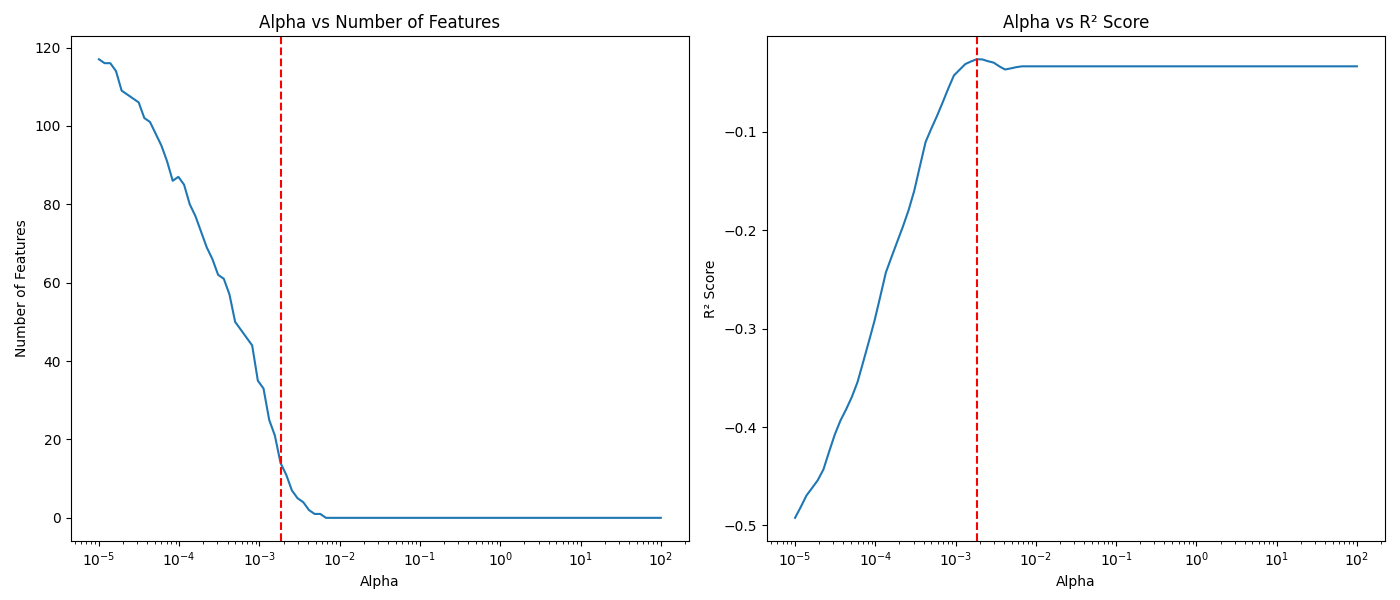 Alpha vs Number of Features
Number of Features
120
100
80
60
40
20
0
10⁻⁵ 10⁻⁴ 10⁻³ 10⁻² 10⁻¹ 10⁰ 10¹ 10²
Alpha
Alpha vs R² Score
R² Score
−0.1
−0.2
−0.3
−0.4
−0.5
10⁻⁵ 10⁻⁴ 10⁻³ 10⁻² 10⁻¹ 10⁰ 10¹ 10²
Alpha